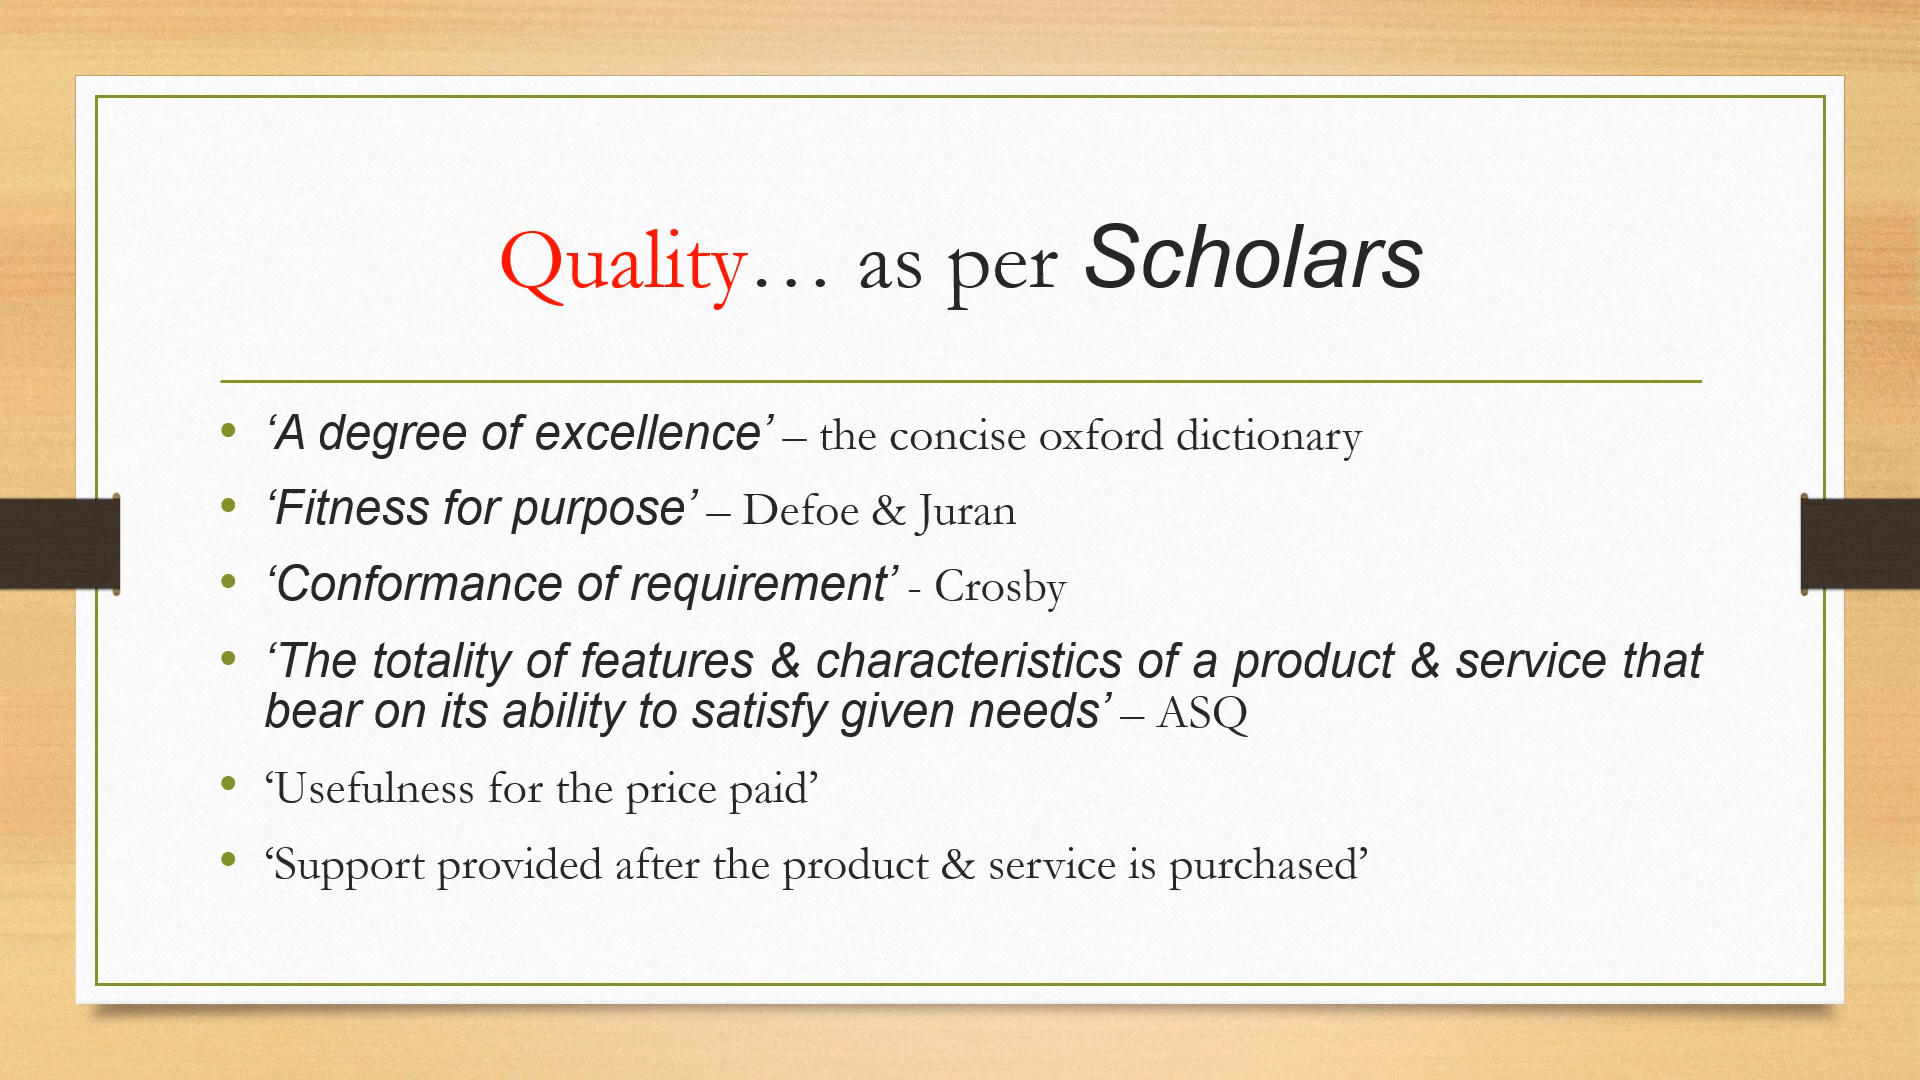 Quality… as per Scholars
• ‘A degree of excellence’ – the concise oxford dictionary
• ‘Fitness for purpose’ – Defoe & Juran
• ‘Conformance of requirement’ - Crosby
• ‘The totality of features & characteristics of a product & service that
bear on its ability to satisfy given needs’ – ASQ
• ‘Usefulness for the price paid’
• ‘Support provided after the product & service is purchased’